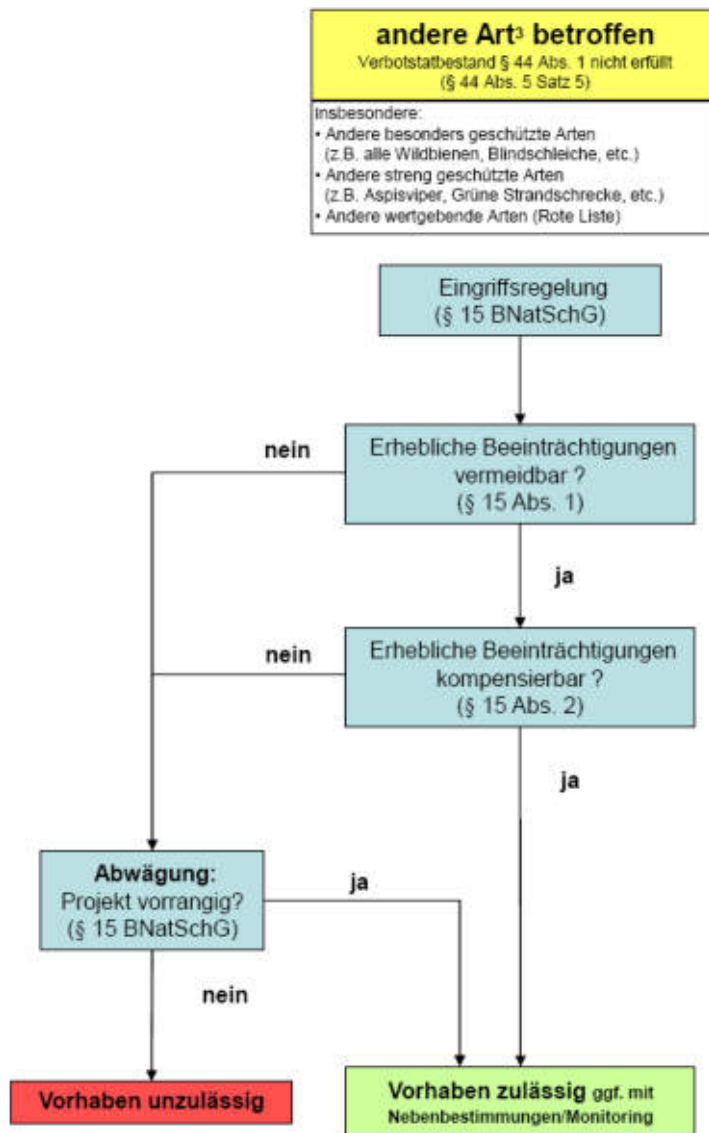 andere Art³ betroffen
Verbotstatbestand § 44 Abs. 1 nicht erfüllt
(§ 44 Abs. 5 Satz 5)
Insbesondere:
• Andere besonders geschützte Arten
(z.B. alle Wildbienen, Blindschleiche, etc.)
• Andere streng geschützte Arten
(z.B. Aspisviper, Grüne Strandschrecke, etc.)
• Andere wertgebende Arten (Rote Liste)
Eingriffsregelung
(§ 15 BNatSchG)
nein
Erhebliche Beeinträchtigungen
vermeidbar ?
(§ 15 Abs. 1)
ja
nein
Erhebliche Beeinträchtigungen
kompensierbar ?
(§ 15 Abs. 2)
ja
Abwägung:
Projekt vorrangig?
(§ 15 BNatSchG)
ja
nein
Vorhaben unzulässig
Vorhaben zulässig ggf. mit
Nebenbestimmungen/Monitoring